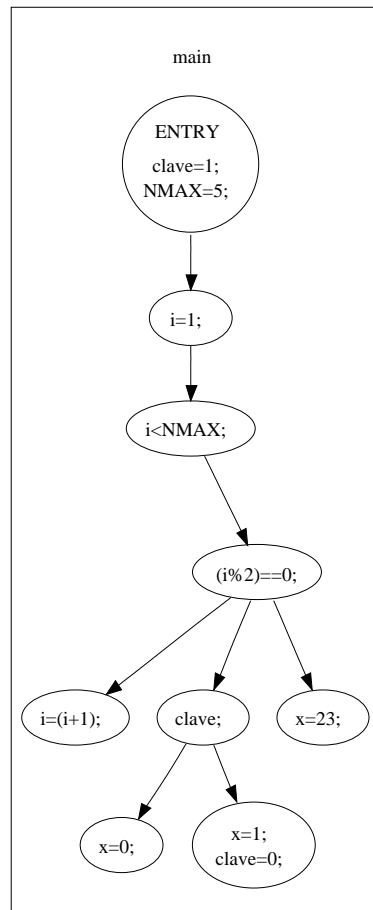 main
ENTRY
clave=1;
NMAX=5;
i=1;
i<NMAX;
(i%2)==0;
i=(i+1);
clave;
x=23;
x=0;
x=1;
clave=0;